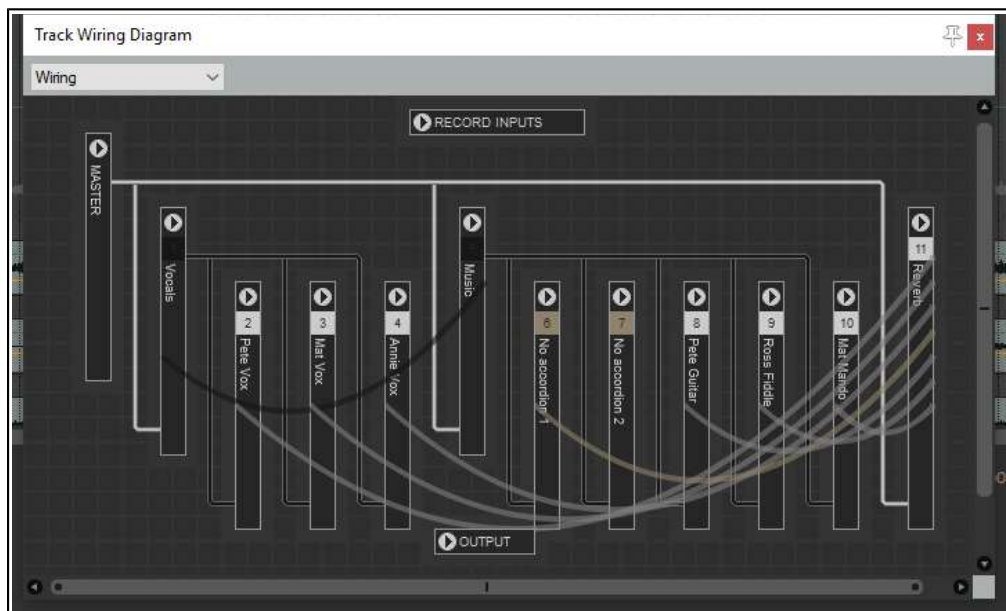 Track Wiring Diagram
x
Wiring
RECORD INPUTS
MASTER
Vocals
2
Pete Vox
3
Mat Vox
4
Annie Vox
Music
6
No accordion 1
7
No accordion 2
8
Pete Guitar
9
Ross Fiddle
10
Mat Mando
11
Reverb
OUTPUT